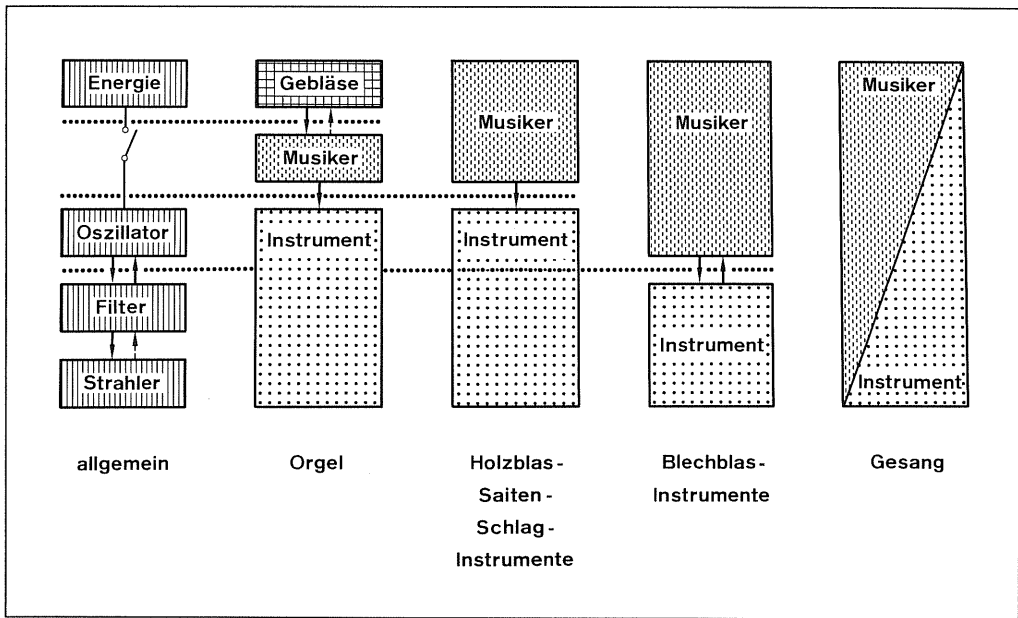 Energie
Oszillator
Filter
Strahler
allgemein
Gebläse
Musiker
Instrument
Orgel
Musiker
Instrument
Holzblas-
Saiten-
Schlag-
Instrumente
Musiker
Instrument
Blechblas-
Instrumente
Musiker
Instrument
Gesang